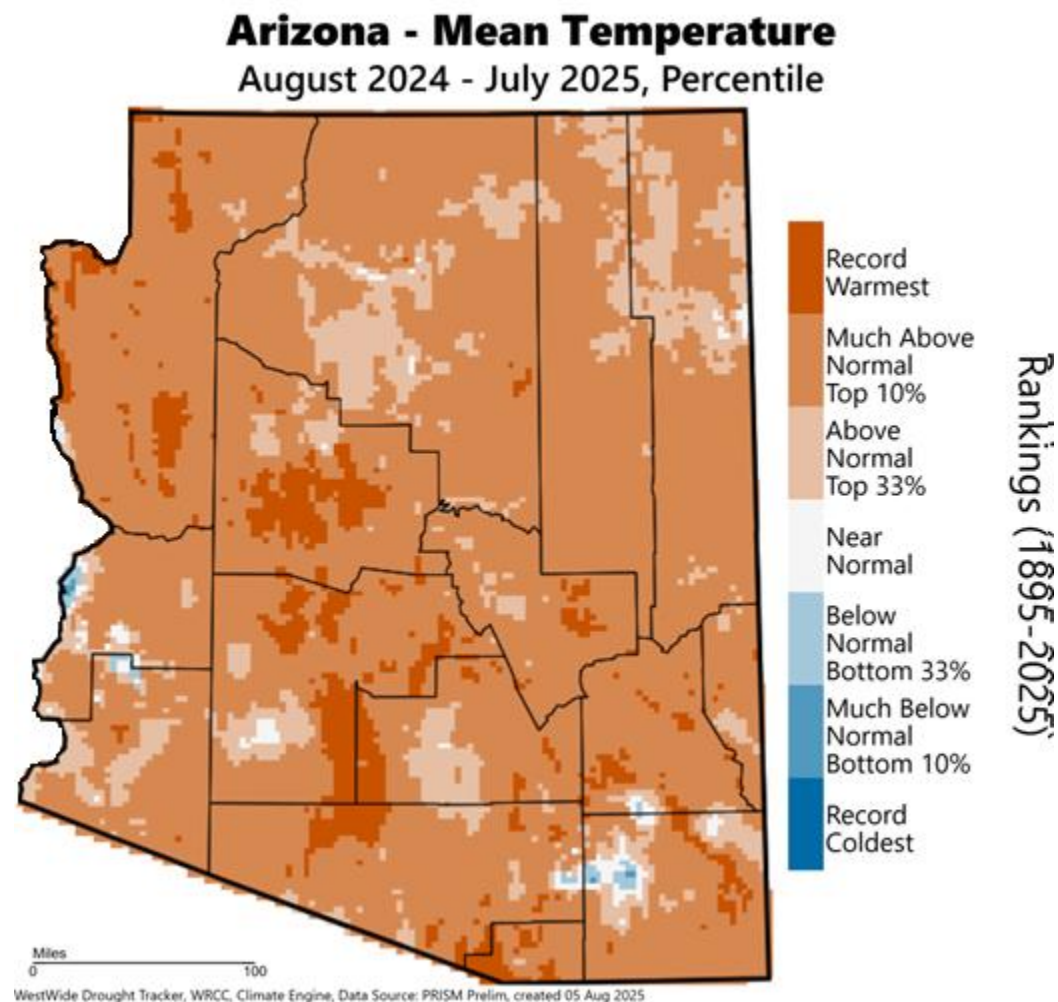 Arizona - Mean Temperature
August 2024 - July 2025, Percentile
Record
Warmest
Much Above
Normal
Top 10%
Above
Normal
Top 33%
Near
Normal
Below
Normal
Bottom 33%
Much Below
Normal
Bottom 10%
Record
Coldest
Rankings (1895-2025)
Miles
0 100
WestWide Drought Tracker, WRCC, Climate Engine, Data Source: PRISM Prelim, created 05 Aug 2025